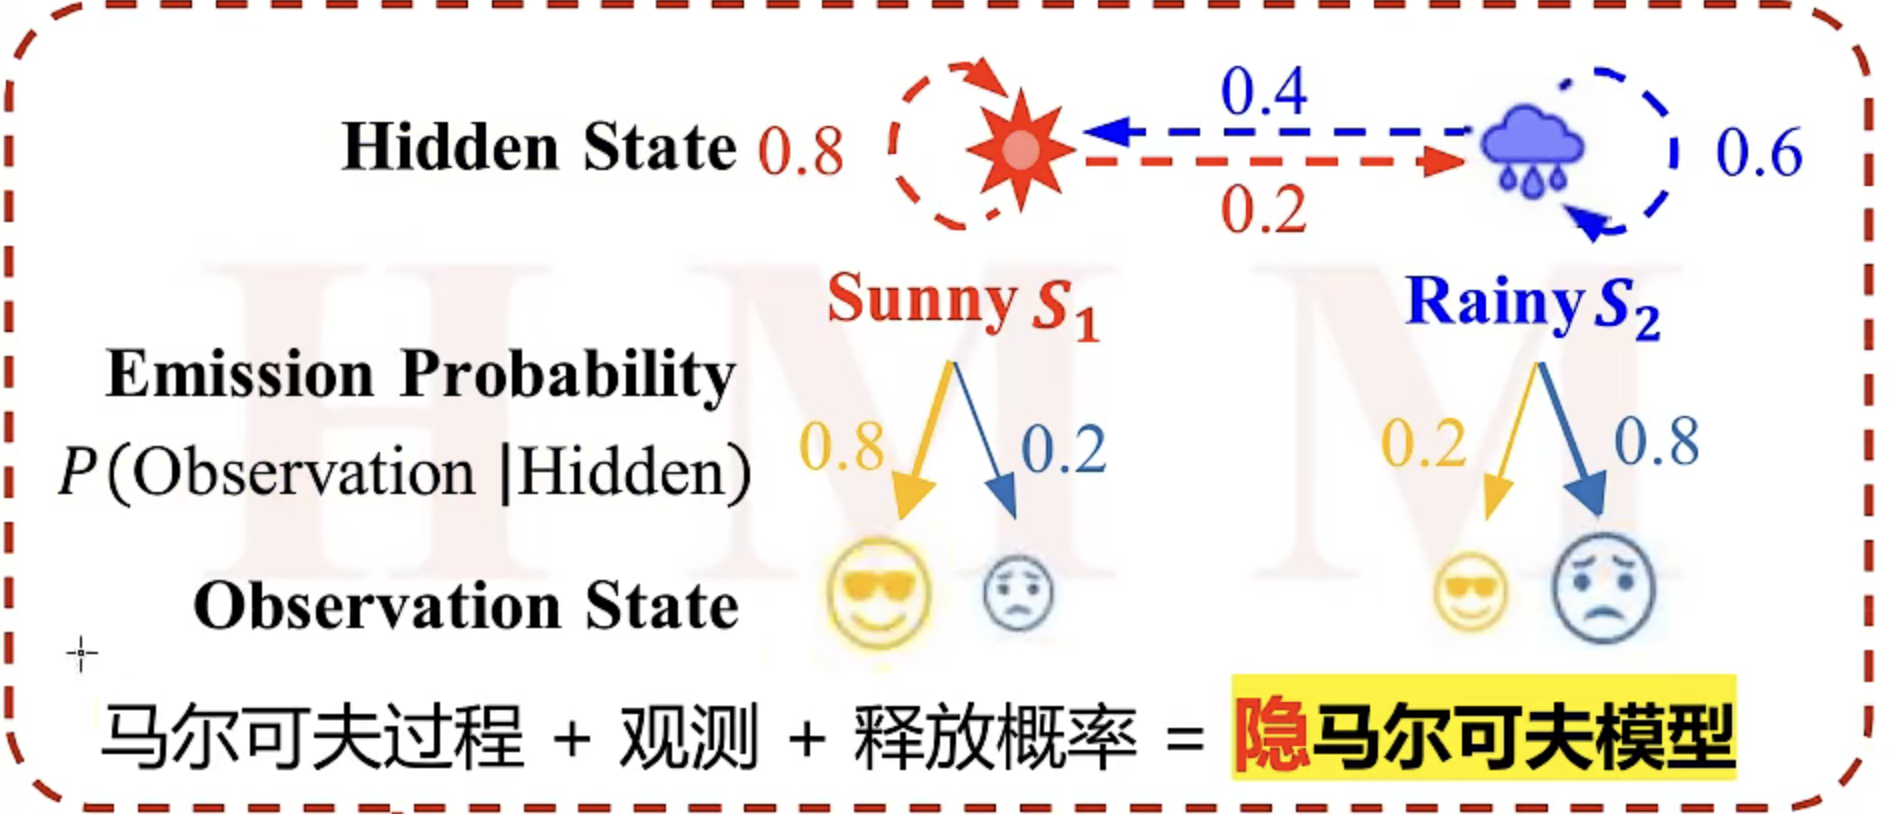 0.4
Hidden State 0.8 0.6
0.2
Sunny S₁ Rainy S₂
Emission Probability
0.8 0.2 0.2 0.8
P(Observation |Hidden)
Observation State
马尔可夫过程 + 观测 + 释放概率 = 隐马尔可夫模型
HMM